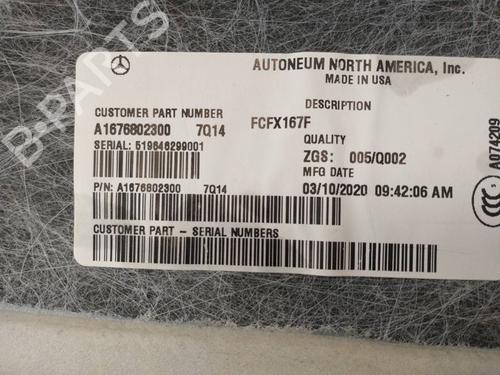 AUTONEUM NORTH AMERICA, Inc.
MADE IN USA
CUSTOMER PART NUMBER
A1676802300 7Q14
SERIAL: 519646299001
DESCRIPTION
FCFX167F
QUALITY
ZGS: 005/Q002
MFG DATE
03/10/2020 09:42:06 AM
P/N: A1676802300 7Q14
CUSTOMER PART - SERIAL NUMBERS
A074209
B-PARTS